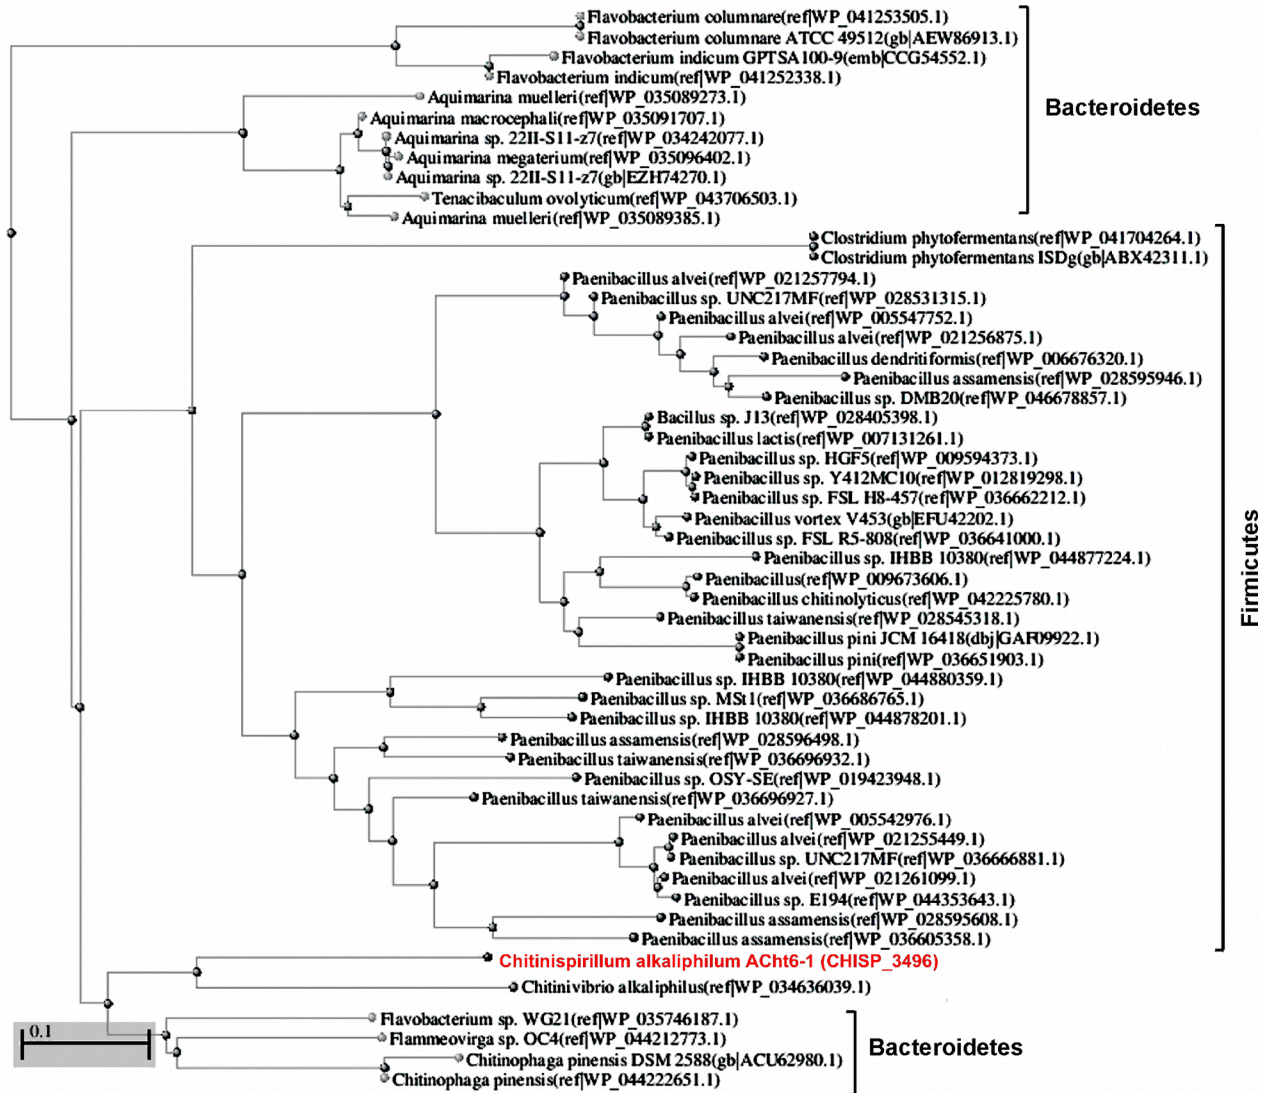 Flavobacterium columnare(ref|WP_041253505.1)
Flavobacterium columnare ATCC 49512(gb|AEW86913.1)
Flavobacterium indicum GPTSA100-9(emb|CCG54552.1)
Flavobacterium indicum(ref|WP_041252338.1)
Aquimarina muelleri(ref|WP_035089273.1)
Bacteroidetes
Aquimarina macrocephali(ref|WP_035091707.1)
Aquimarina sp. 22II-S11-z7(ref|WP_034242077.1)
Aquimarina megaterium(ref|WP_035096402.1)
Aquimarina sp. 22II-S11-z7(gb|EZH74270.1)
Tenacibaculum ovolyticum(ref|WP_043706503.1)
Aquimarina muelleri(ref|WP_035089385.1)
Clostridium phytofermentans(ref|WP_041704264.1)
Clostridium phytofermentans ISDg(gb|ABX42311.1)
Paenibacillus alvei(ref|WP_021257794.1)
Paenibacillus sp. UNC217MF(ref|WP_028531315.1)
Paenibacillus alvei(ref|WP_005547752.1)
Paenibacillus alvei(ref|WP_021256875.1)
Paenibacillus dendritiformis(ref|WP_006676320.1)
Paenibacillus assamensis(ref|WP_028595946.1)
Paenibacillus sp. DMB20(ref|WP_046678857.1)
Bacillus sp. J13(ref|WP_028405398.1)
Paenibacillus lactis(ref|WP_007131261.1)
Paenibacillus sp. HGF5(ref|WP_009594373.1)
Paenibacillus sp. Y412MC10(ref|WP_012819298.1)
Paenibacillus sp. FSL H8-457(ref|WP_036662212.1)
Paenibacillus vortex V453(gb|EFU42202.1)
Paenibacillus sp. FSL R5-808(ref|WP_036641000.1)
Firmicutes
Paenibacillus sp. IHBB 10380(ref|WP_044877224.1)
Paenibacillus(ref|WP_009673606.1)
Paenibacillus chitinolyticus(ref|WP_042225780.1)
Paenibacillus taiwanensis(ref|WP_028545318.1)
Paenibacillus pini JCM 16418(dbj|GAF09922.1)
Paenibacillus pini(ref|WP_036651903.1)
Paenibacillus sp. IHBB 10380(ref|WP_044880359.1)
Paenibacillus sp. MSt1(ref|WP_036686765.1)
Paenibacillus sp. IHBB 10380(ref|WP_044878201.1)
Paenibacillus assamensis(ref|WP_028596498.1)
Paenibacillus taiwanensis(ref|WP_036696932.1)
Paenibacillus sp. OSY-SE(ref|WP_019423948.1)
Paenibacillus taiwanensis(ref|WP_036696927.1)
Paenibacillus alvei(ref|WP_005542976.1)
Paenibacillus alvei(ref|WP_021255449.1)
Paenibacillus sp. UNC217MF(ref|WP_036666881.1)
Paenibacillus alvei(ref|WP_021261099.1)
Paenibacillus sp. E194(ref|WP_044353643.1)
Paenibacillus assamensis(ref|WP_028595608.1)
Paenibacillus assamensis(ref|WP_036605358.1)
Chitinispirillum alkaliphilum ACht6-1 (CHISP_3496)
Chitinivibrio alkaliphilus(ref|WP_034636039.1)
Flavobacterium sp. WG21(ref|WP_035746187.1)
0.1
Flammeovirga sp. OC4(ref|WP_044212773.1)
Bacteroidetes
Chitinophaga pinensis DSM 2588(gb|ACU62980.1)
Chitinophaga pinensis(ref|WP_044222651.1)